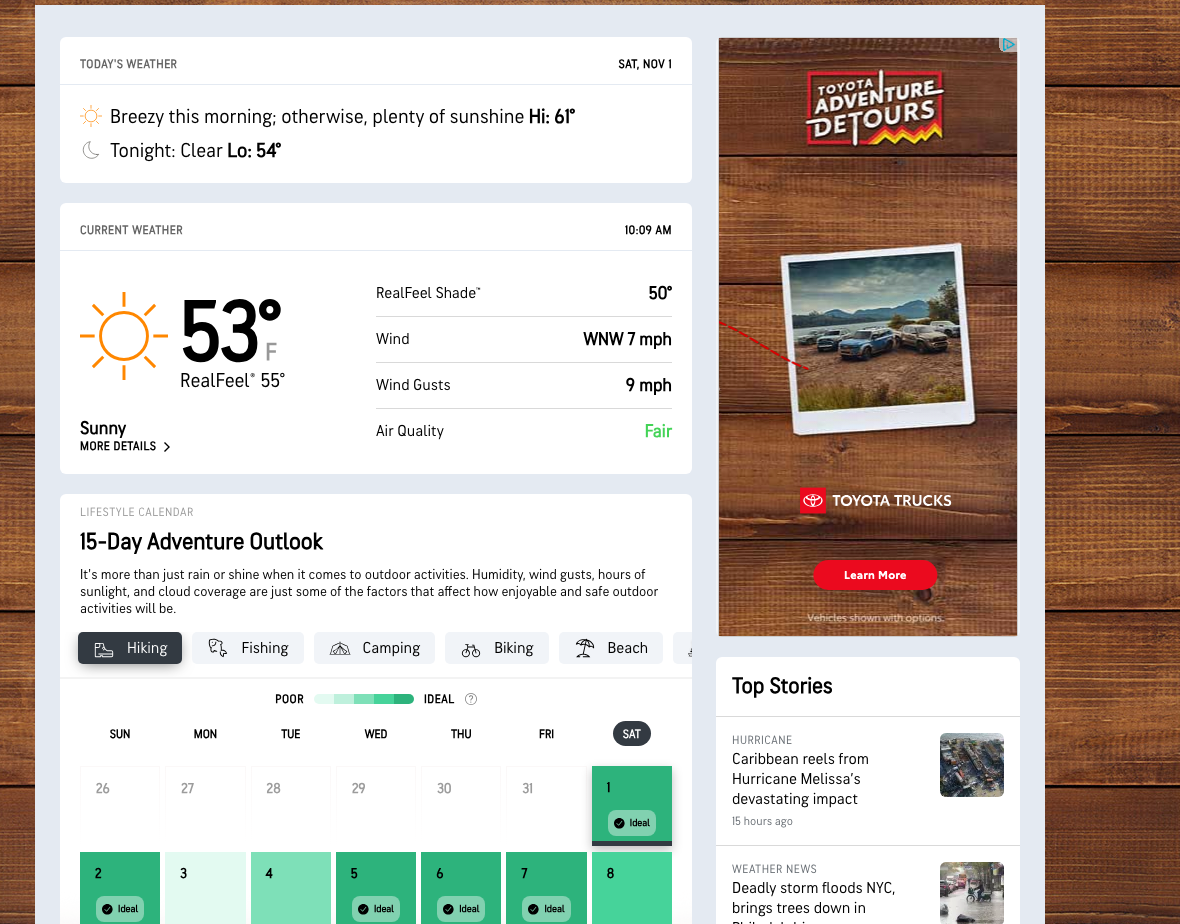 TODAY'S WEATHER
SAT, NOV 1
Breezy this morning; otherwise, plenty of sunshine Hi: 61°
Tonight: Clear Lo: 54°
CURRENT WEATHER
10:09 AM
53°
F
RealFeel® 55°
Sunny
MORE DETAILS
RealFeel Shade™
50°
Wind
WNW 7 mph
Wind Gusts
9 mph
Air Quality
Fair
LIFESTYLE CALENDAR
15-Day Adventure Outlook
It's more than just rain or shine when it comes to outdoor activities. Humidity, wind gusts, hours of
sunlight, and cloud coverage are just some of the factors that affect how enjoyable and safe outdoor
activities will be.
Hiking
Fishing
Camping
Biking
Beach
POOR
IDEAL
?
SUN
MON
TUE
WED
THU
FRI
SAT
26
27
28
29
30
31
1
Ideal
2
3
4
5
6
7
8
Ideal
Ideal
Ideal
Ideal
TOYOTA
ADVENTURE
DETOURS
TOYOTA TRUCKS
Learn More
Vehicles shown with options.
Top Stories
HURRICANE
Caribbean reels from
Hurricane Melissa's
devastating impact
15 hours ago
WEATHER NEWS
Deadly storm floods NYC,
brings trees down in